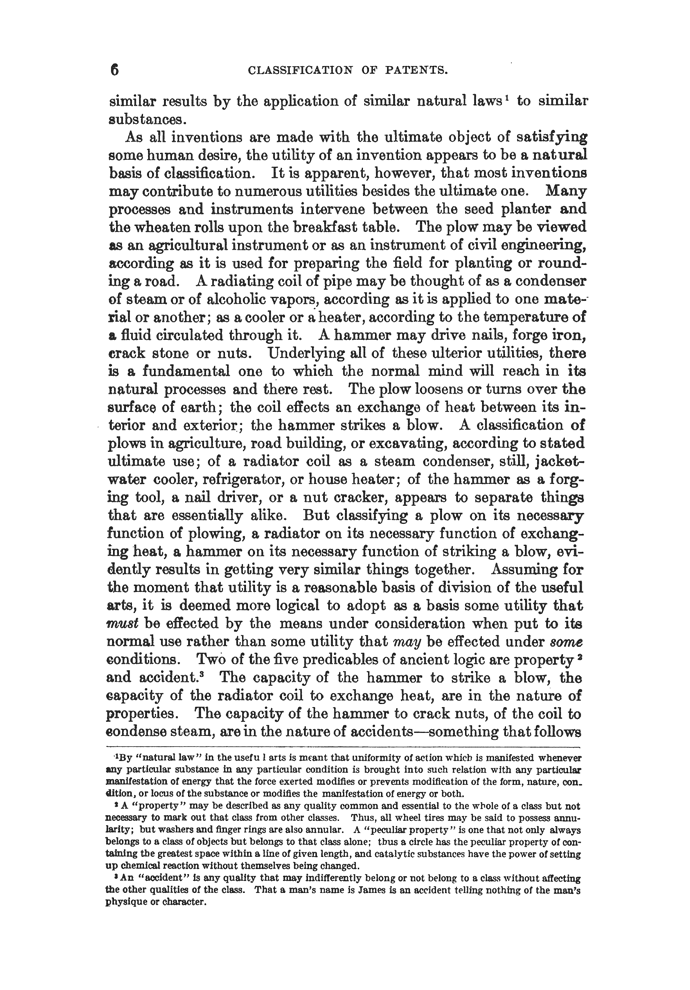 6 CLASSIFICATION OF PATENTS.
similar results by the application of similar natural laws¹ to similar
substances.
As all inventions are made with the ultimate object of satisfying
some human desire, the utility of an invention appears to be a natural
basis of classification. It is apparent, however, that most inventions
may contribute to numerous utilities besides the ultimate one. Many
processes and instruments intervene between the seed planter and
the wheaten rolls upon the breakfast table. The plow may be viewed
as an agricultural instrument or as an instrument of civil engineering,
according as it is used for preparing the field for planting or round-
ing a road. A radiating coil of pipe may be thought of as a condenser
of steam or of alcoholic vapors, according as it is applied to one mate-
rial or another; as a cooler or a heater, according to the temperature of
a fluid circulated through it. A hammer may drive nails, forge iron,
crack stone or nuts. Underlying all of these ulterior utilities, there
is a fundamental one to which the normal mind will reach in its
natural processes and there rest. The plow loosens or turns over the
surface of earth; the coil effects an exchange of heat between its in-
terior and exterior; the hammer strikes a blow. A classification of
plows in agriculture, road building, or excavating, according to stated
ultimate use; of a radiator coil as a steam condenser, still, jacket-
water cooler, refrigerator, or house heater; of the hammer as a forg-
ing tool, a nail driver, or a nut cracker, appears to separate things
that are essentially alike. But classifying a plow on its necessary
function of plowing, a radiator on its necessary function of exchang-
ing heat, a hammer on its necessary function of striking a blow, evi-
dently results in getting very similar things together. Assuming for
the moment that utility is a reasonable basis of division of the useful
arts, it is deemed more logical to adopt as a basis some utility that
must be effected by the means under consideration when put to its
normal use rather than some utility that may be effected under some
conditions. Two of the five predicables of ancient logic are property²
and accident.³ The capacity of the hammer to strike a blow, the
capacity of the radiator coil to exchange heat, are in the nature of
properties. The capacity of the hammer to crack nuts, of the coil to
condense steam, are in the nature of accidents—something that follows
¹By “natural law” in the usefu l arts is meant that uniformity of action which is manifested whenever
any particular substance in any particular condition is brought into such relation with any particular
manifestation of energy that the force exerted modifies or prevents modification of the form, nature, con-
dition, or locus of the substance or modifies the manifestation of energy or both.
² A “property” may be described as any quality common and essential to the whole of a class but not
necessary to mark out that class from other classes. Thus, all wheel tires may be said to possess annu-
larity; but washers and finger rings are also annular. A “peculiar property” is one that not only always
belongs to a class of objects but belongs to that class alone; thus a circle has the peculiar property of con-
taining the greatest space within a line of given length, and catalytic substances have the power of setting
up chemical reaction without themselves being changed.
³ An “accident” is any quality that may indifferently belong or not belong to a class without affecting
the other qualities of the class. That a man’s name is James is an accident telling nothing of the man’s
physique or character.